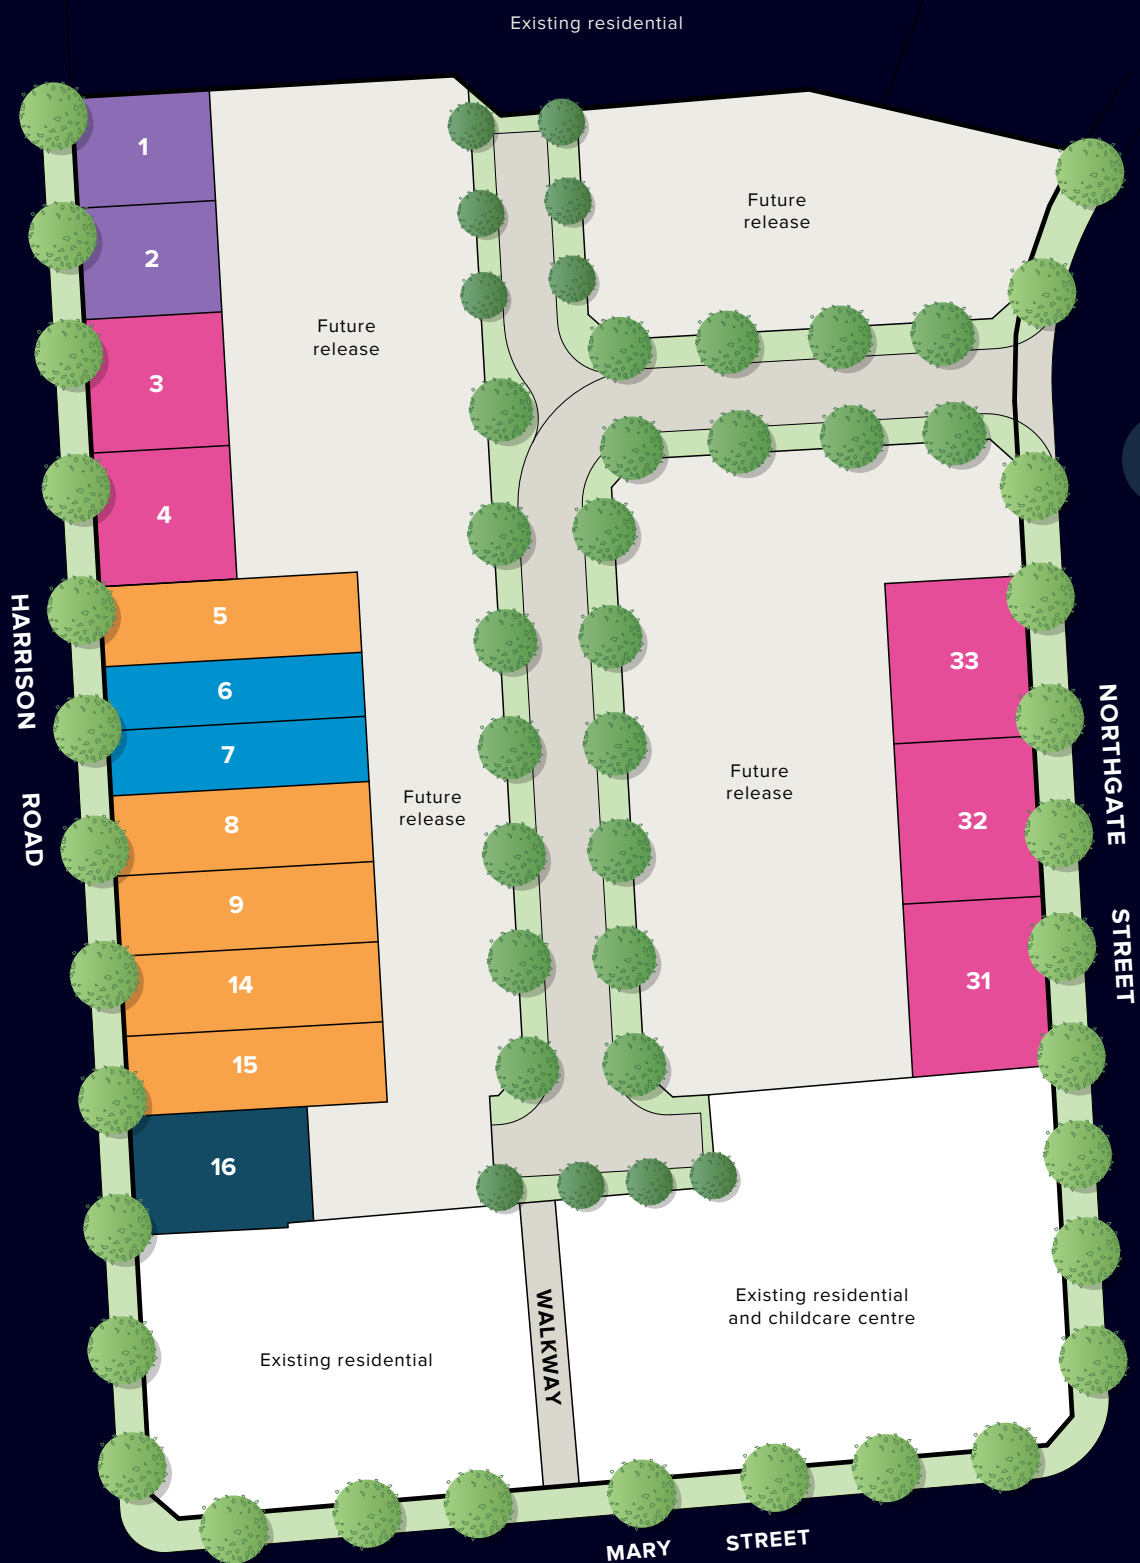 Existing residential
1
2
3
4
Future
release
Future
release
HARRISON ROAD
5
6
7
8
9
14
15
16
Future
release
Future
release
33
32
31
NORTHGATE STREET
WALKWAY
Existing residential
and childcare centre
Existing residential
MARY STREET